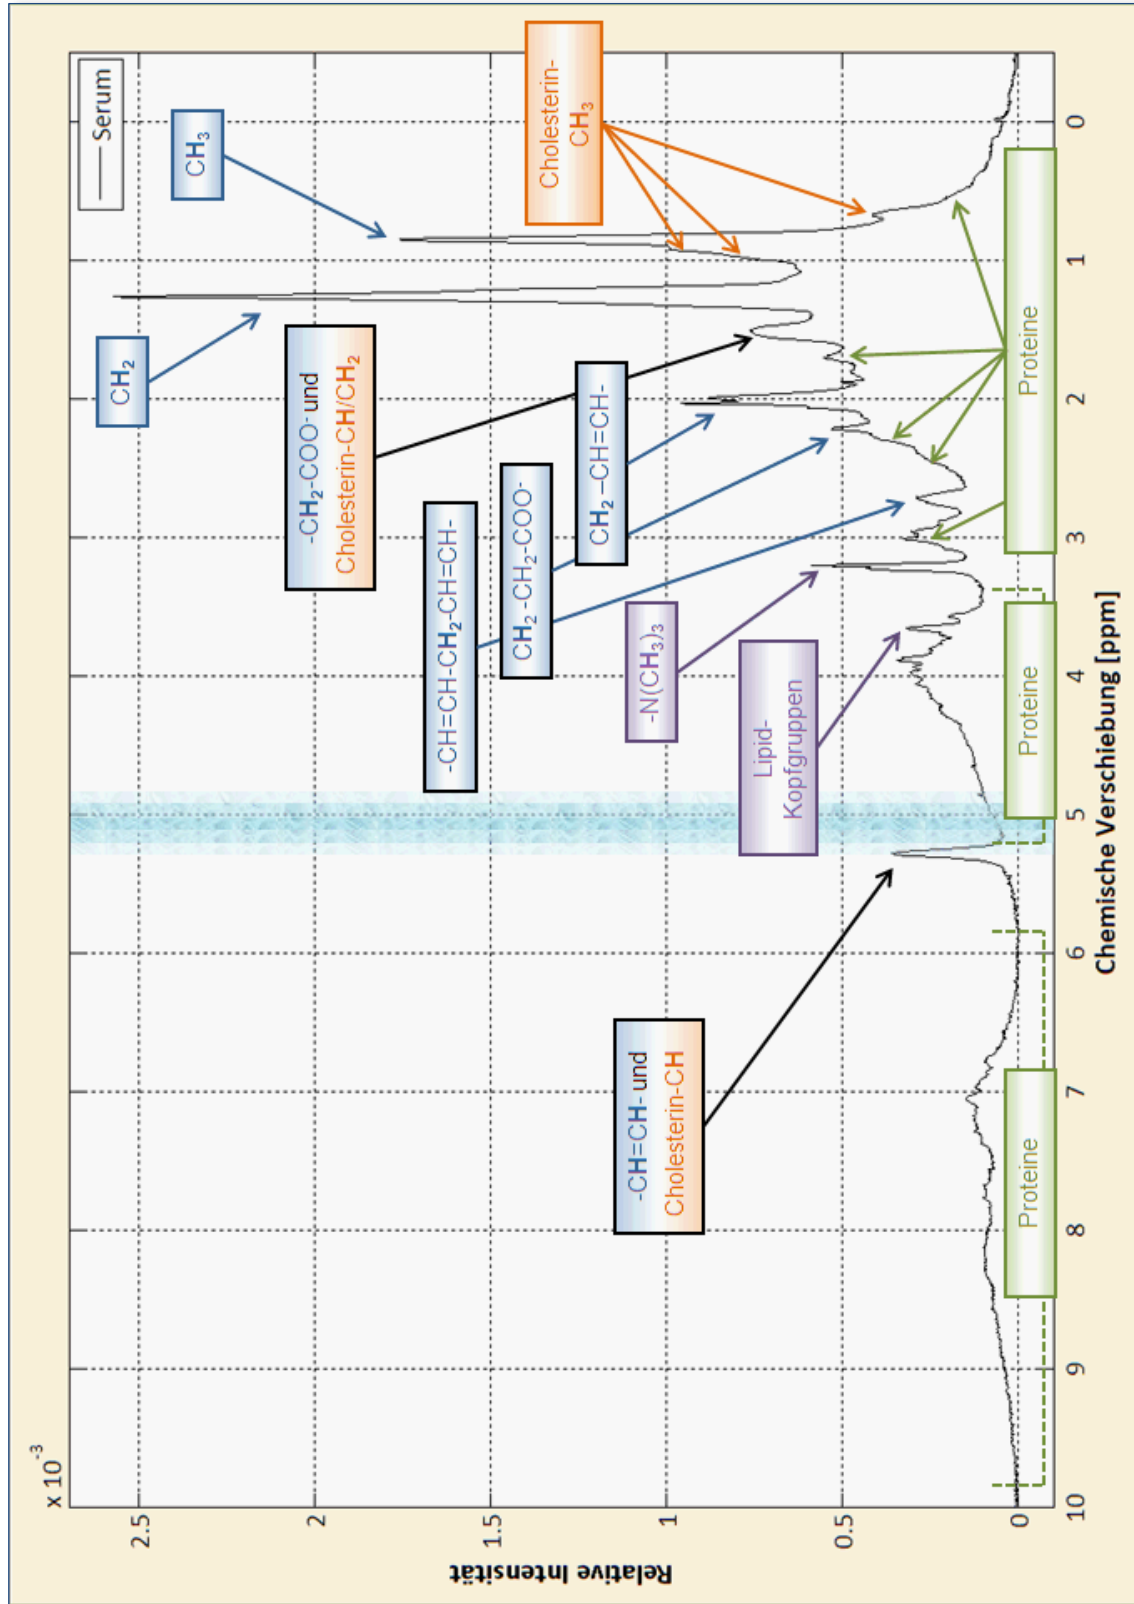 x 10⁻³
Relative Intensität
2.5
2
1.5
1
0.5
0
Serum
CH₂
CH₃
-CH₂-COO⁻ und
Cholesterin-CH/CH₂
Cholesterin-
CH₃
-CH=CH-CH₂-CH=CH-
CH₂-CH₂-COO⁻
CH₂–CH=CH-
-N(CH₃)₃
Lipid-
Kopfgruppen
-CH=CH- und
Cholesterin-CH
Proteine
Proteine
Proteine
10
9
8
7
6
5
4
3
2
1
0
Chemische Verschiebung [ppm]